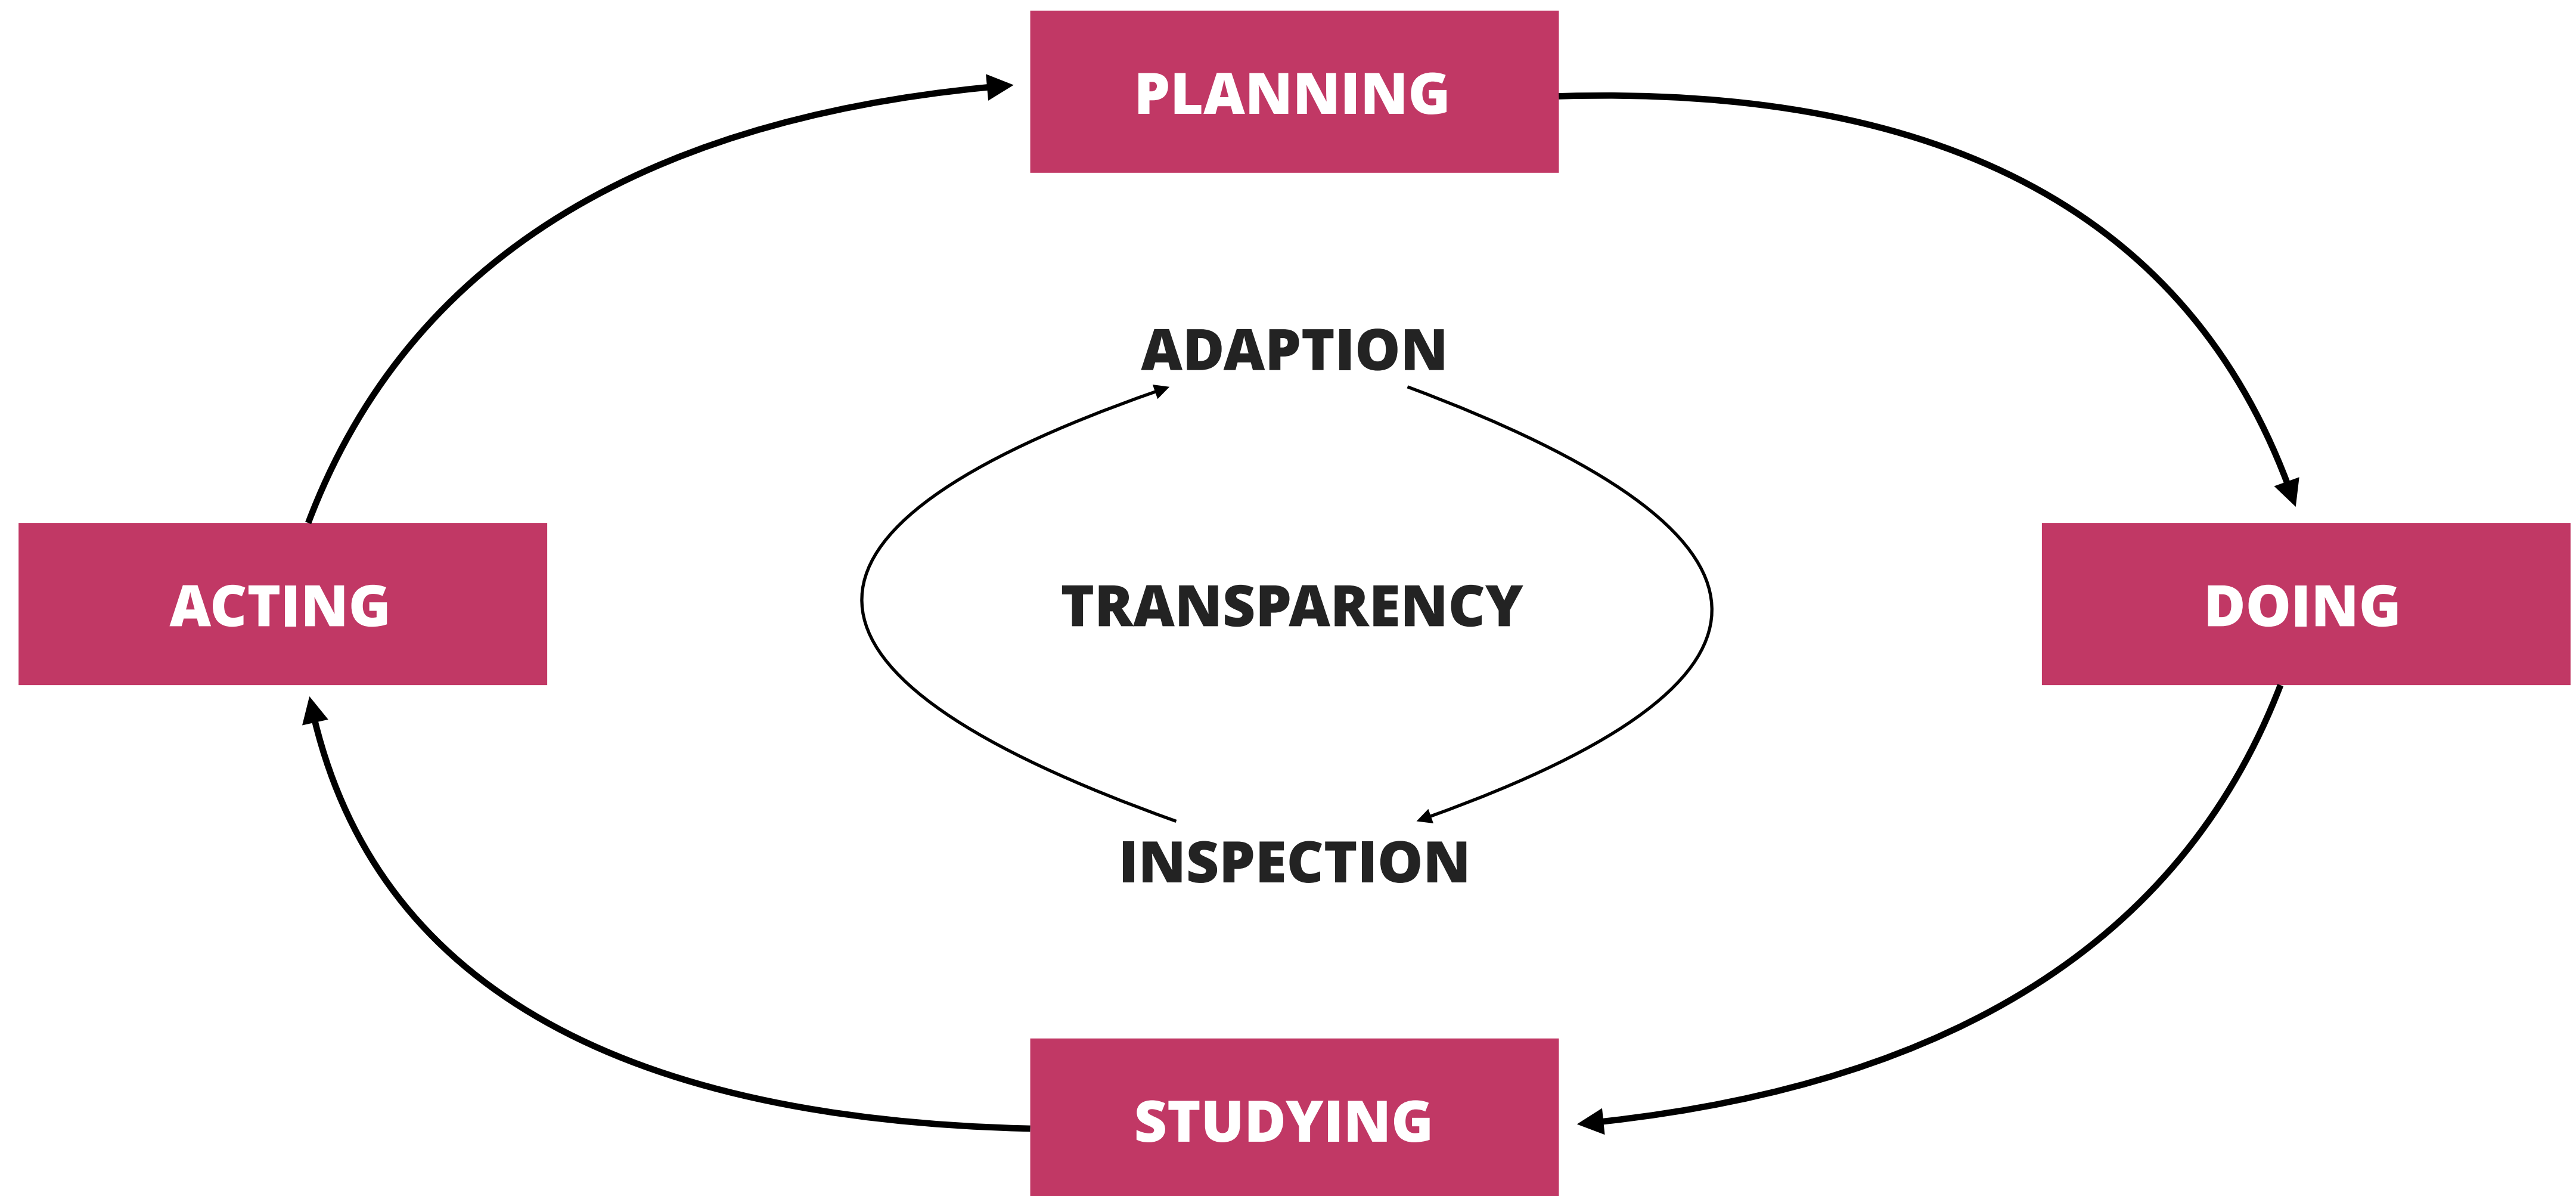 PLANNING
ADAPTION
ACTING
TRANSPARENCY
DOING
INSPECTION
STUDYING